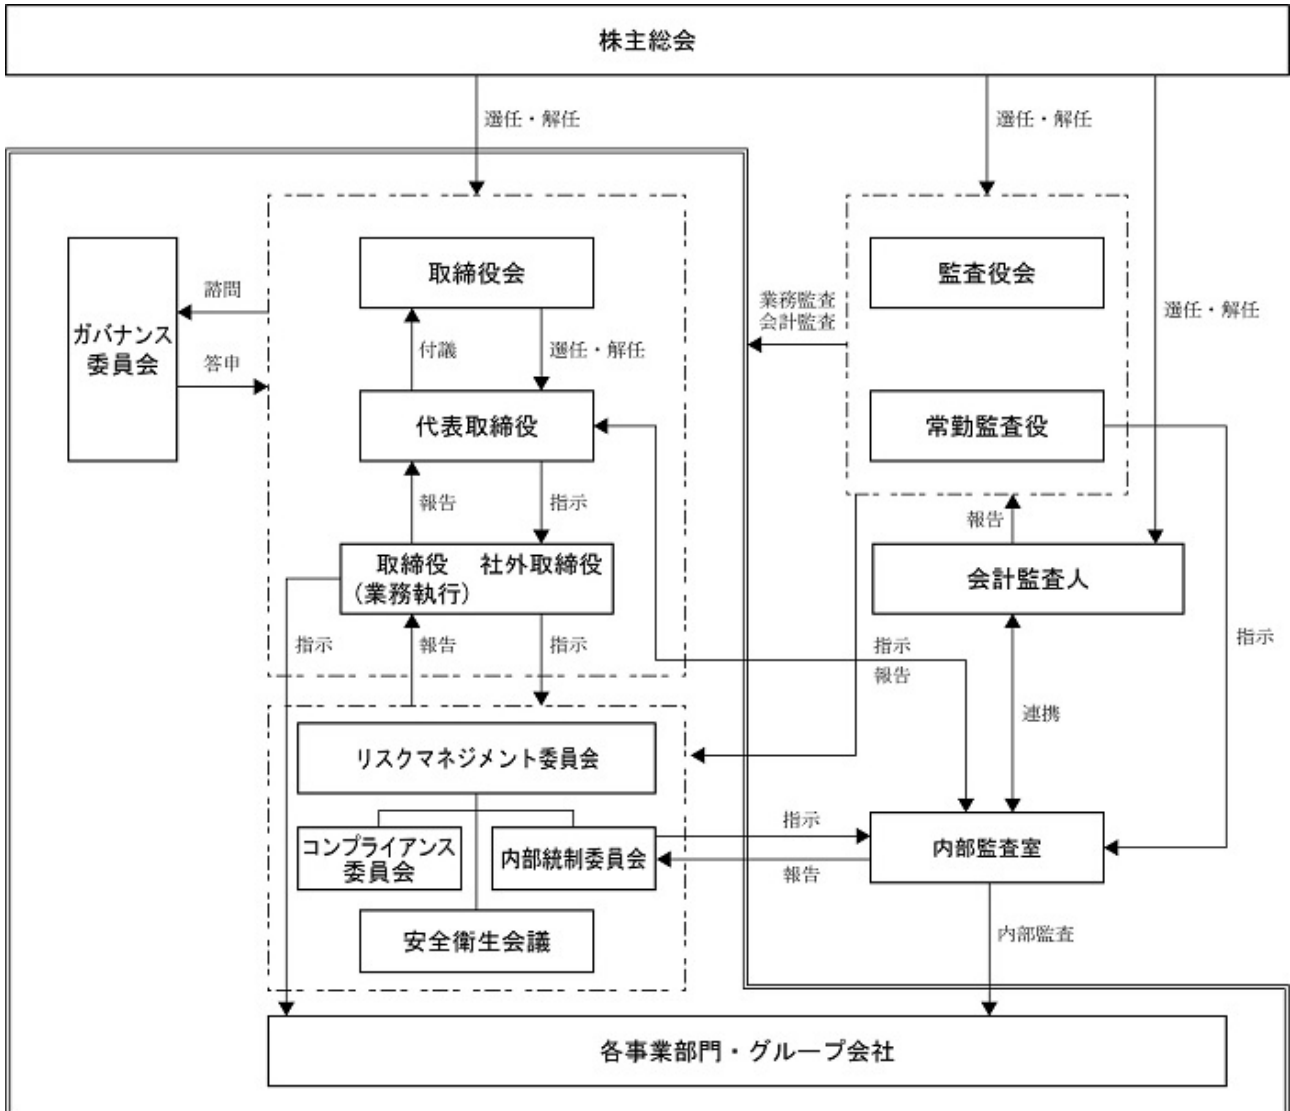 株主総会
選任・解任
選任・解任
選任・解任
ガバナンス
委員会
諮問
答申
取締役会
付議
選任・解任
代表取締役
報告
指示
取締役 社外取締役
(業務執行)
指示
報告
指示
業務監査
会計監査
監査役会
常勤監査役
報告
会計監査人
指示
報告
連携
指示
リスクマネジメント委員会
コンプライアンス
委員会
内部統制委員会
安全衛生会議
指示
報告
内部監査室
内部監査
各事業部門・グループ会社